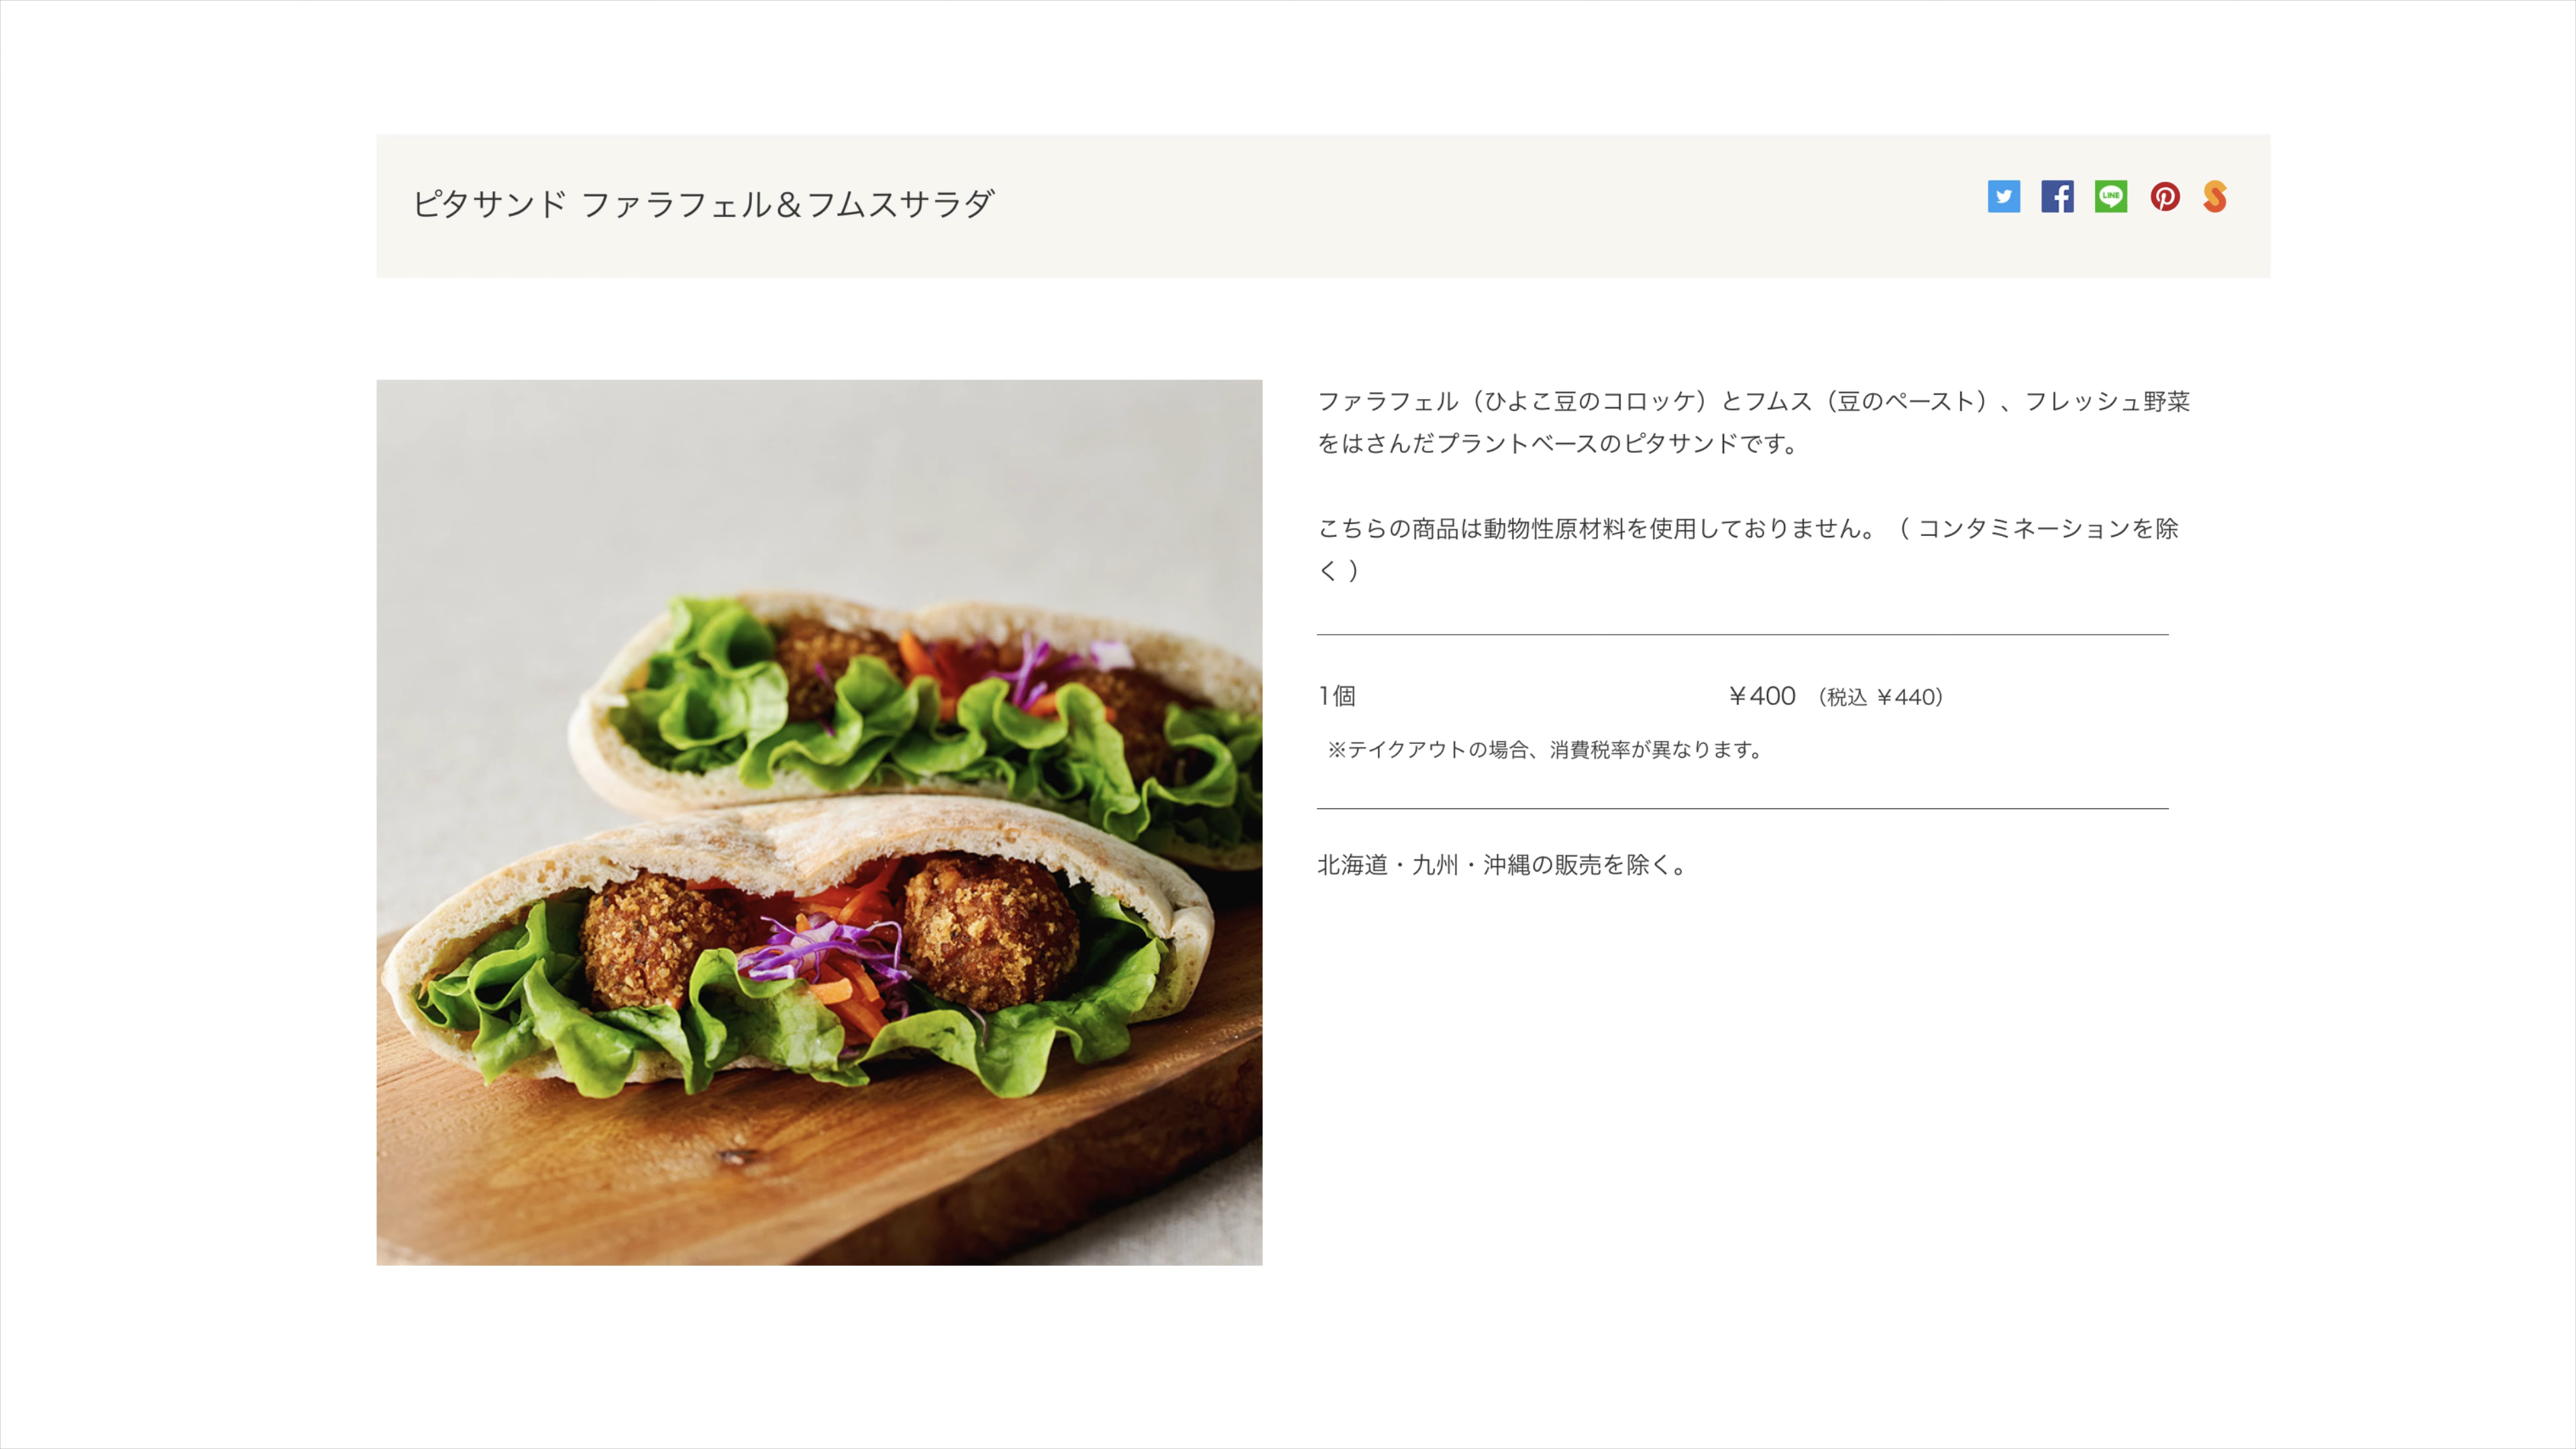 ピタサンド ファラフェル＆フムスサラダ
LINE
ファラフェル（ひよこ豆のコロッケ）とフムス（豆のペースト）、フレッシュ野菜
をはさんだプラントベースのピタサンドです。
こちらの商品は動物性原材料を使用しておりません。（ コンタミネーションを除
く ）
1個 ￥400 （税込 ￥440）
※テイクアウトの場合、消費税率が異なります。
北海道・九州・沖縄の販売を除く。